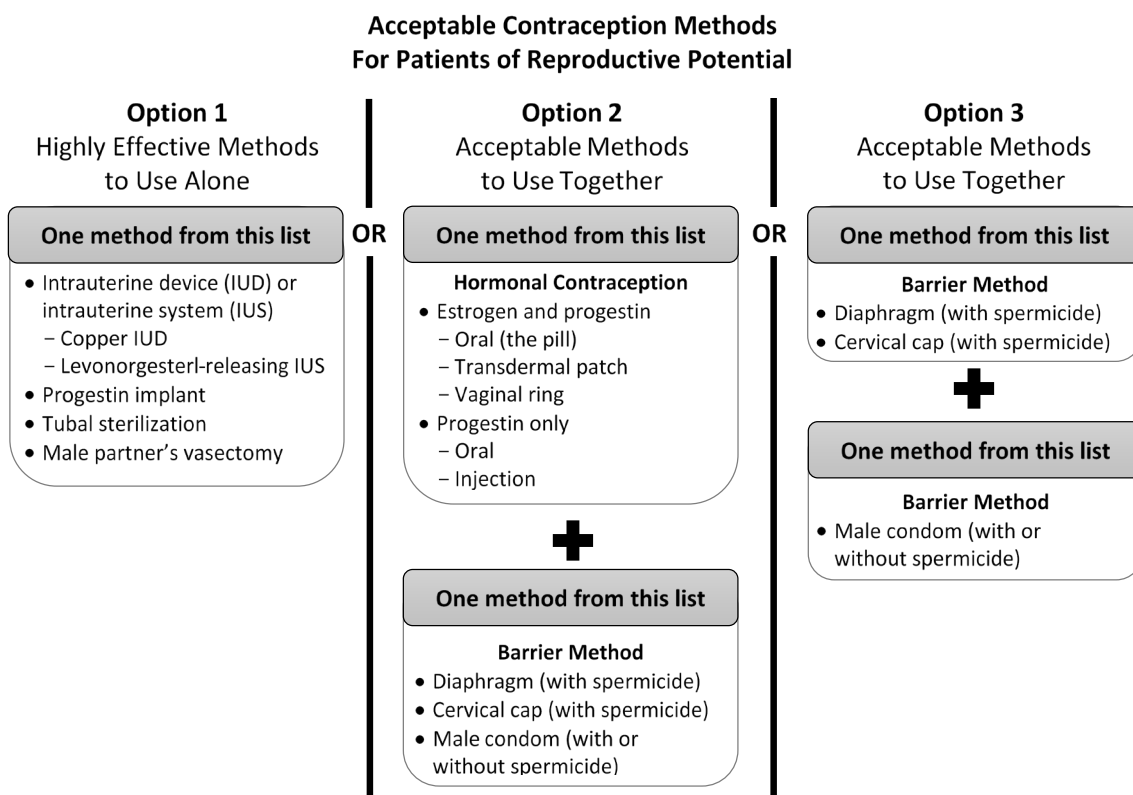 Acceptable Contraception Methods
For Patients of Reproductive Potential
Option 1
Highly Effective Methods
to Use Alone
One method from this list
• Intrauterine device (IUD) or
intrauterine system (IUS)
– Copper IUD
– Levonorgesterl-releasing IUS
• Progestin implant
• Tubal sterilization
• Male partner's vasectomy
OR
Option 2
Acceptable Methods
to Use Together
One method from this list
Hormonal Contraception
• Estrogen and progestin
– Oral (the pill)
– Transdermal patch
– Vaginal ring
• Progestin only
– Oral
– Injection
+
One method from this list
Barrier Method
• Diaphragm (with spermicide)
• Cervical cap (with spermicide)
• Male condom (with or
without spermicide)
OR
Option 3
Acceptable Methods
to Use Together
One method from this list
Barrier Method
• Diaphragm (with spermicide)
• Cervical cap (with spermicide)
+
One method from this list
Barrier Method
• Male condom (with or
without spermicide)